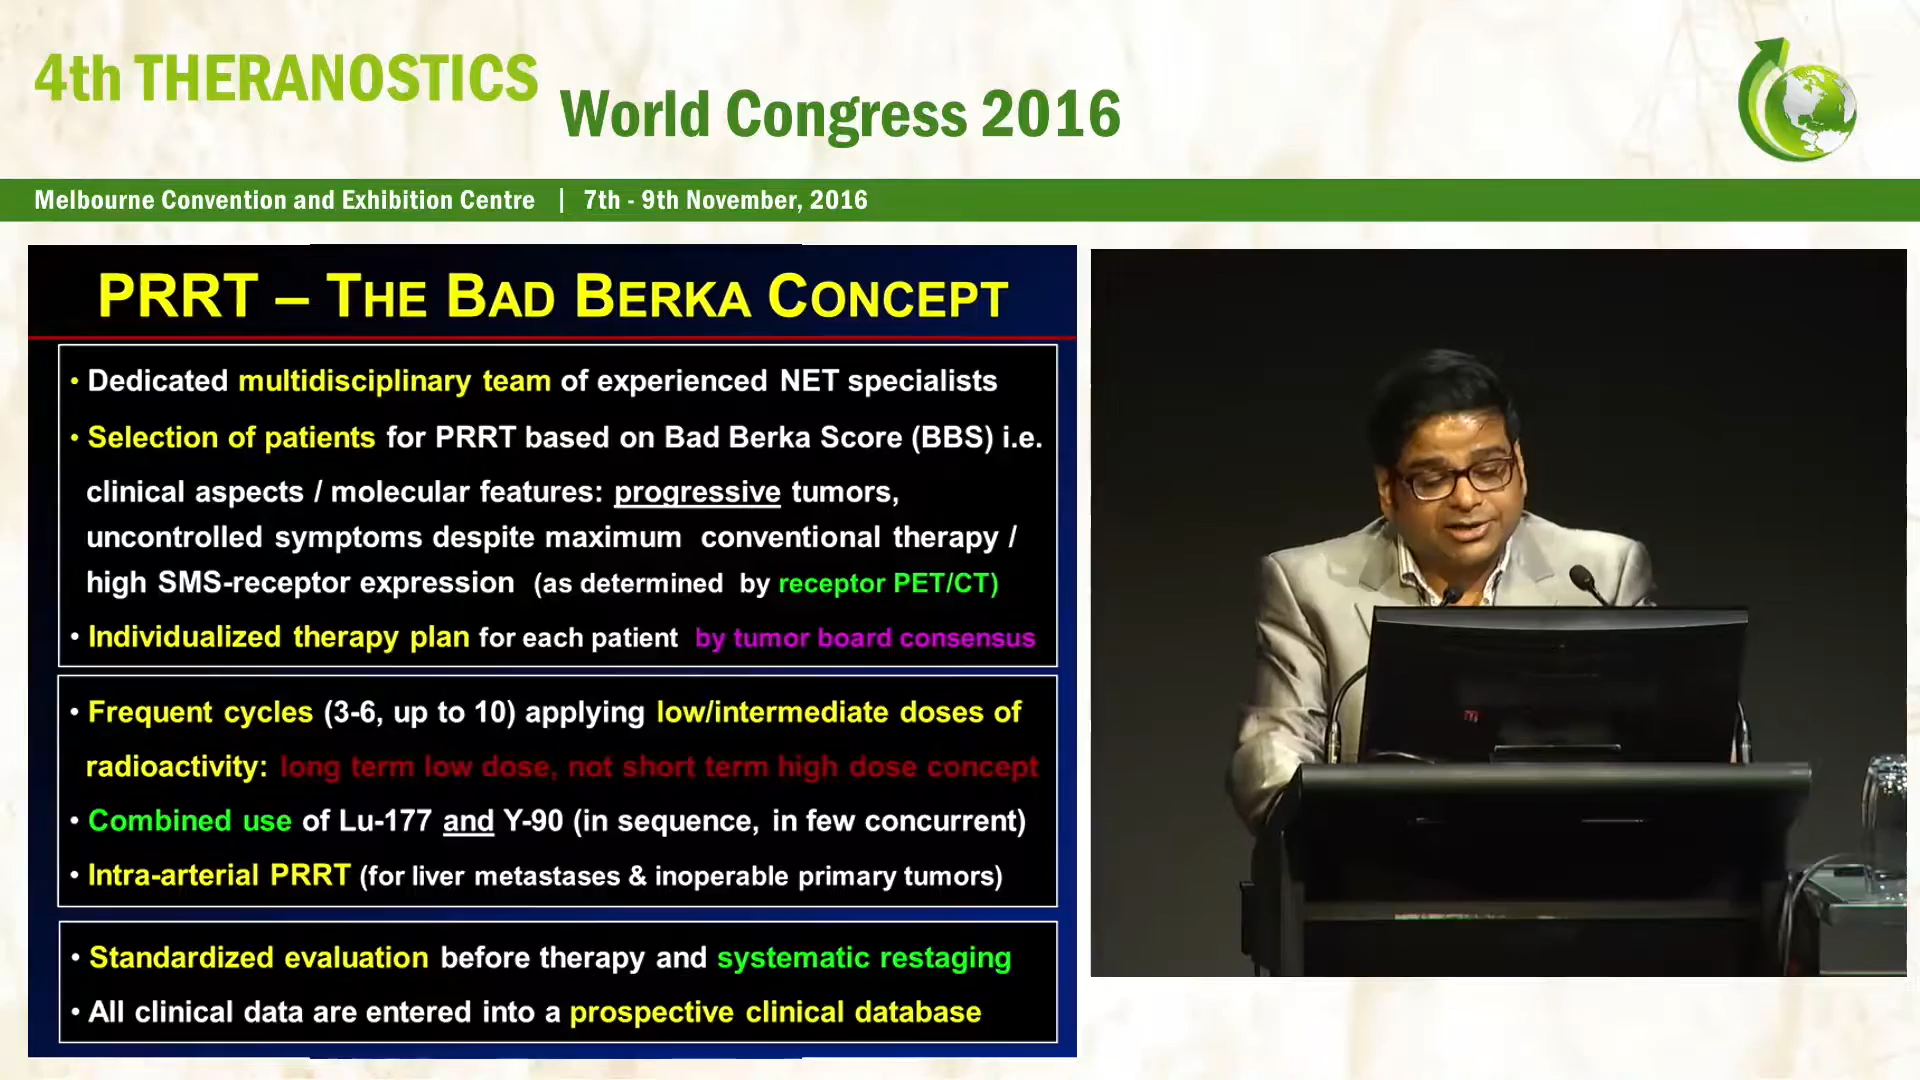 4th THERANOSTICS
World Congress 2016
Melbourne Convention and Exhibition Centre | 7th - 9th November, 2016
PRRT – THE BAD BERKA CONCEPT
• Dedicated multidisciplinary team of experienced NET specialists
• Selection of patients for PRRT based on Bad Berka Score (BBS) i.e.
clinical aspects / molecular features: progressive tumors,
uncontrolled symptoms despite maximum conventional therapy /
high SMS-receptor expression (as determined by receptor PET/CT)
• Individualized therapy plan for each patient by tumor board consensus
• Frequent cycles (3-6, up to 10) applying low/intermediate doses of
radioactivity: long term low dose, not short term high dose concept
• Combined use of Lu-177 and Y-90 (in sequence, in few concurrent)
• Intra-arterial PRRT (for liver metastases & inoperable primary tumors)
• Standardized evaluation before therapy and systematic restaging
• All clinical data are entered into a prospective clinical database